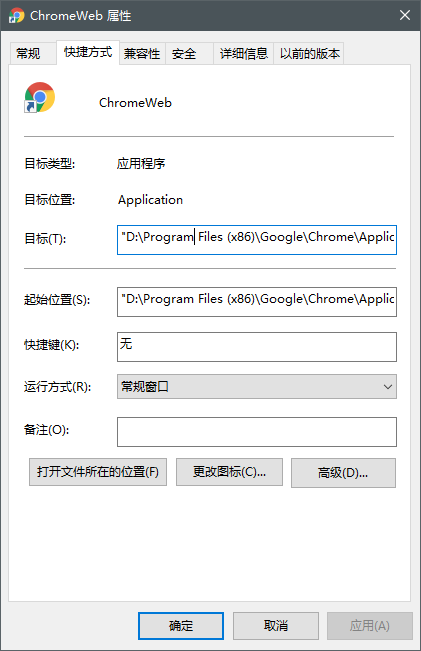 ChromeWeb 属性
常规 快捷方式 兼容性 安全 详细信息 以前的版本
ChromeWeb
目标类型: 应用程序
目标位置: Application
目标(T): "D:\Program Files (x86)\Google\Chrome\Applic
起始位置(S): "D:\Program Files (x86)\Google\Chrome\Applic
快捷键(K): 无
运行方式(R): 常规窗口
备注(O):
打开文件所在的位置(F) 更改图标(C)... 高级(D)...
确定 取消 应用(A)